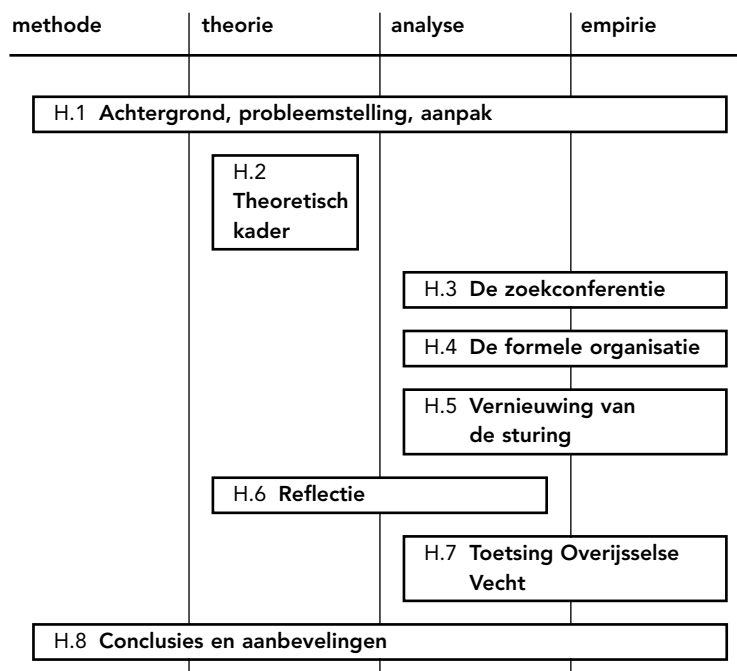 methode theorie analyse empirie
H.1 Achtergrond, probleemstelling, aanpak
H.2
Theoretisch
kader
H.3 De zoekconferentie
H.4 De formele organisatie
H.5 Vernieuwing van
de sturing
H.6 Reflectie
H.7 Toetsing Overijsselse
Vecht
H.8 Conclusies en aanbevelingen